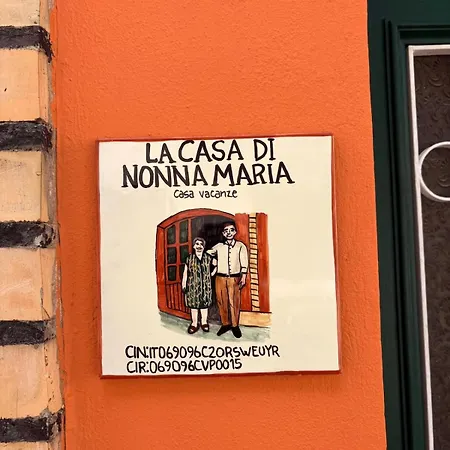 LA CASA DI
NONNA MARIA
casa vacanze
CIN:IT069096C2ORSWEUYR
CIR:069096CVP0015